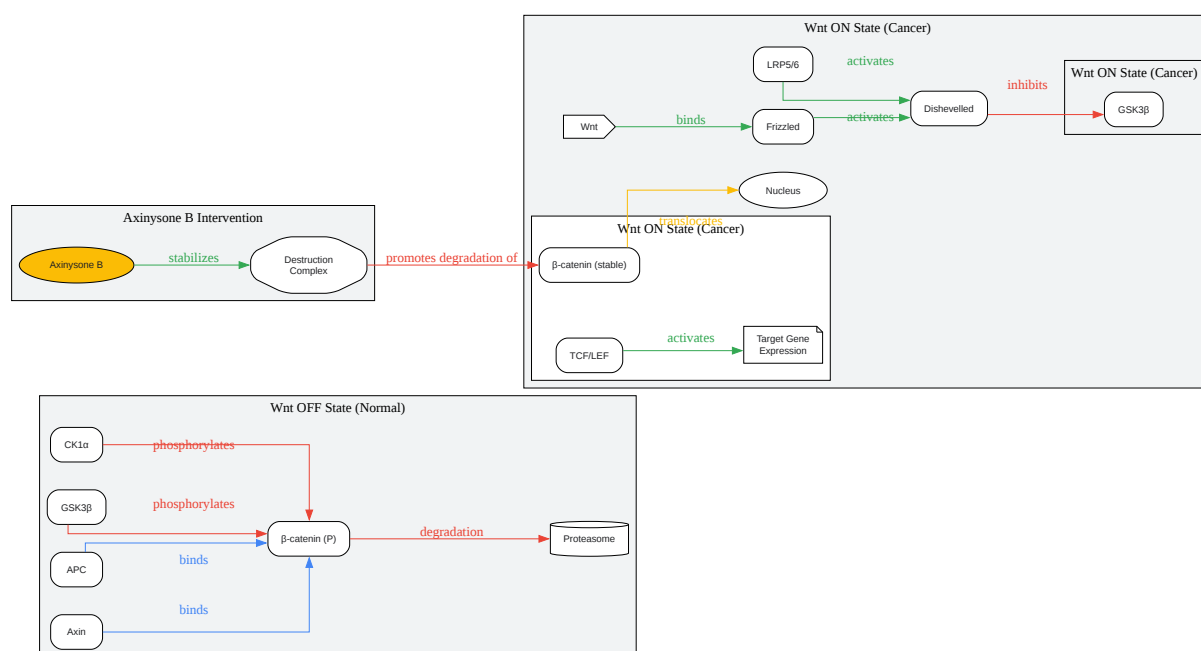 Wnt ON State (Cancer)
LRP5/6
activates
Wnt ON State (Cancer)
inhibits
GSK3β
Dishevelled
Wnt
binds
Frizzled
activates
Nucleus
translocates
Wnt ON State (Cancer)
β-catenin (stable)
TCF/LEF
activates
Target Gene
Expression
Axinysone B Intervention
Axinysone B
stabilizes
Destruction
Complex
promotes degradation of
Wnt OFF State (Normal)
CK1α
phosphorylates
GSK3β
phosphorylates
β-catenin (P)
degradation
Proteasome
APC
binds
Axin
binds